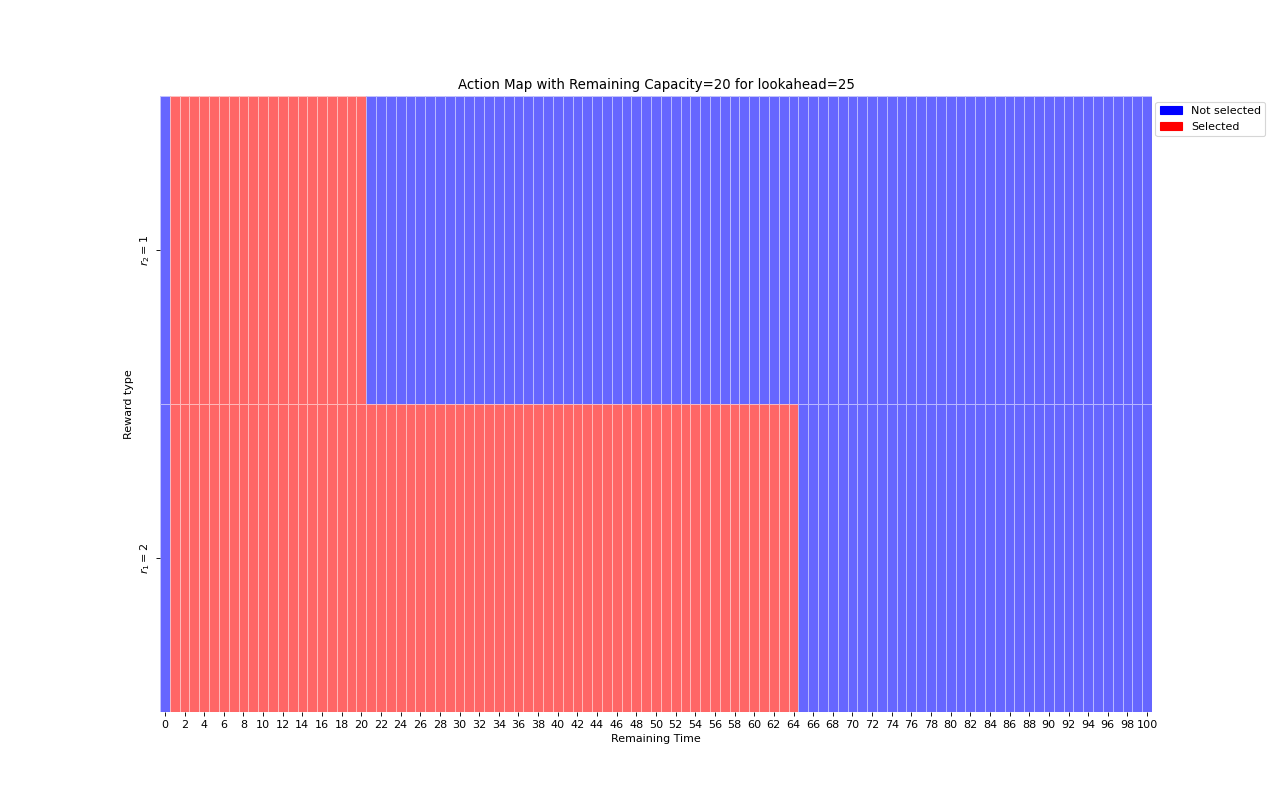 Action Map with Remaining Capacity=20 for lookahead=25
Not selected
Selected
r₂ = 1
Reward type
r₁ = 2
0 2 4 6 8 10 12 14 16 18 20 22 24 26 28 30 32 34 36 38 40 42 44 46 48 50 52 54 56 58 60 62 64 66 68 70 72 74 76 78 80 82 84 86 88 90 92 94 96 98 100
Remaining Time